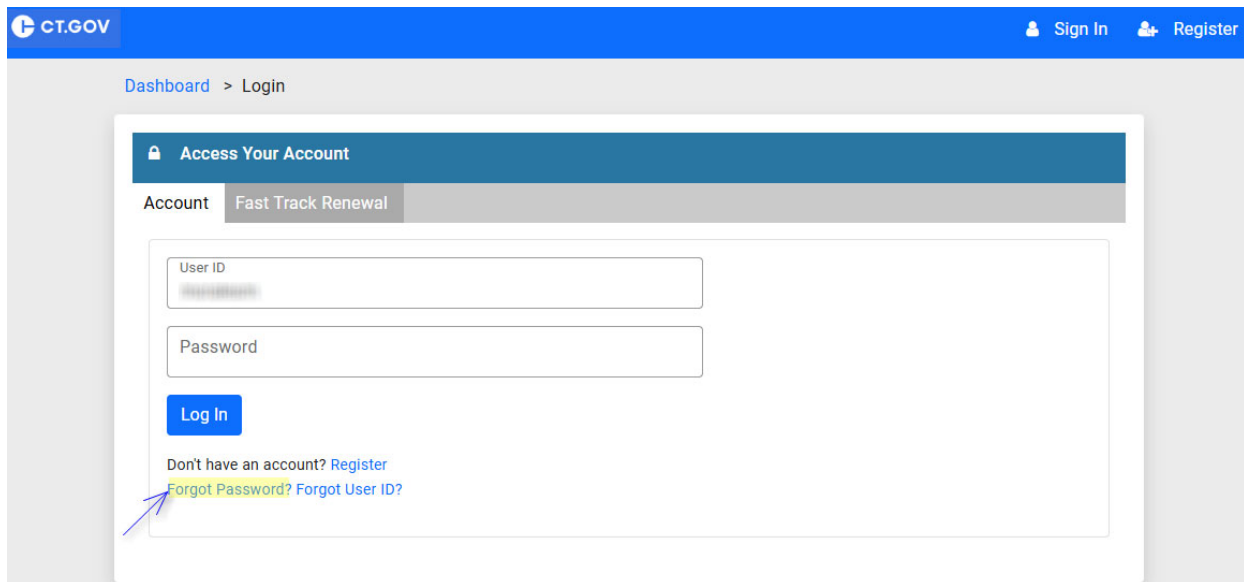 CT.GOV
Sign In Register
Dashboard > Login
Access Your Account
Account Fast Track Renewal
User ID
Password
Log In
Don't have an account? Register
Forgot Password? Forgot User ID?